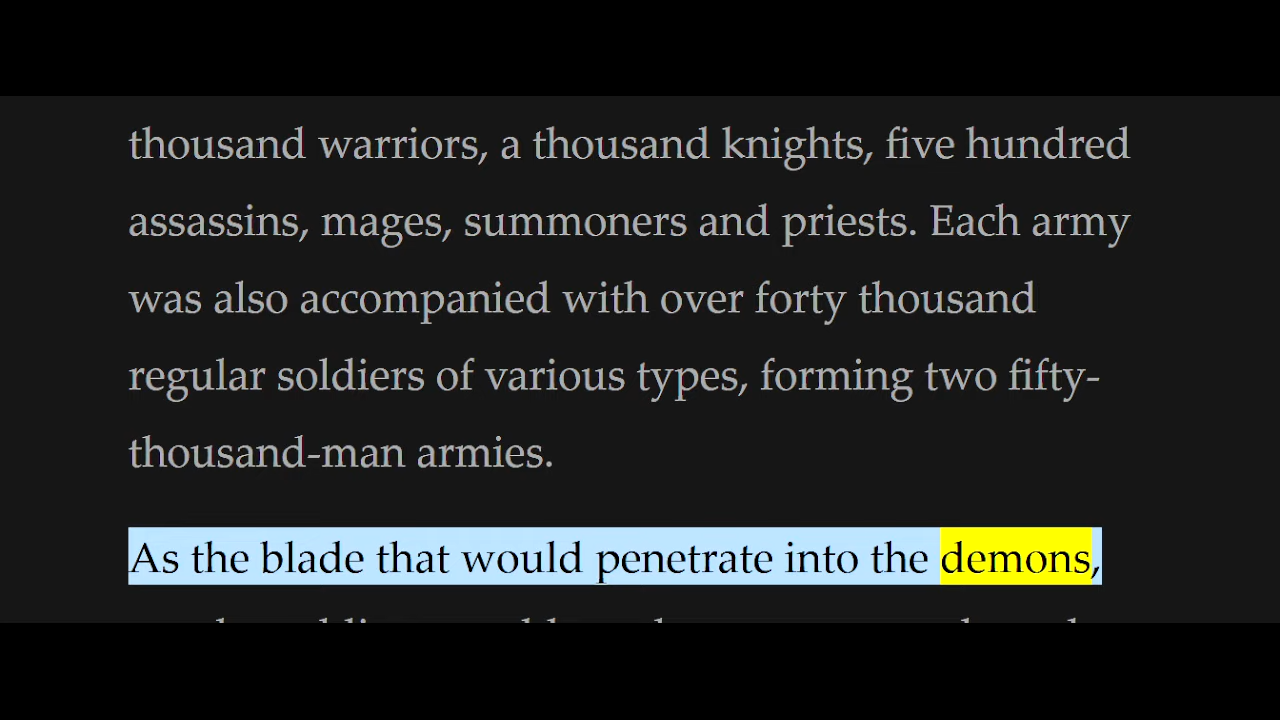 thousand warriors, a thousand knights, five hundred
assassins, mages, summoners and priests. Each army
was also accompanied with over forty thousand
regular soldiers of various types, forming two fifty-
thousand-man armies.
As the blade that would penetrate into the demons,